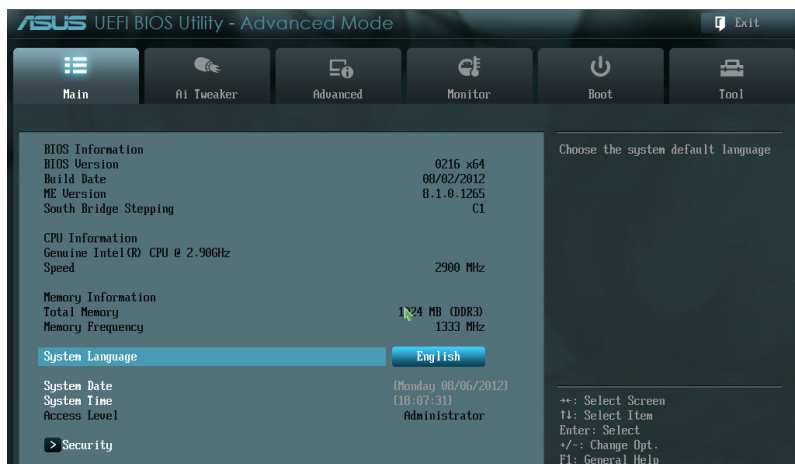 ASUS UEFI BIOS Utility - Advanced Mode
Exit
Main
Ai Tweaker
Advanced
Monitor
Boot
Tool
BIOS Information
BIOS Version 0216 x64
Build Date 08/02/2012
ME Version 8.1.0.1265
South Bridge Stepping C1
CPU Information
Genuine Intel(R) CPU @ 2.90GHz
Speed 2900 MHz
Memory Information
Total Memory 1024 MB (DDR3)
Memory Frequency 1333 MHz
System Language English
System Date [Monday 08/06/2012]
System Time [18:07:31]
Access Level Administrator
> Security
Choose the system default language
→←: Select Screen
↑↓: Select Item
Enter: Select
+/-: Change Opt.
F1: General Help